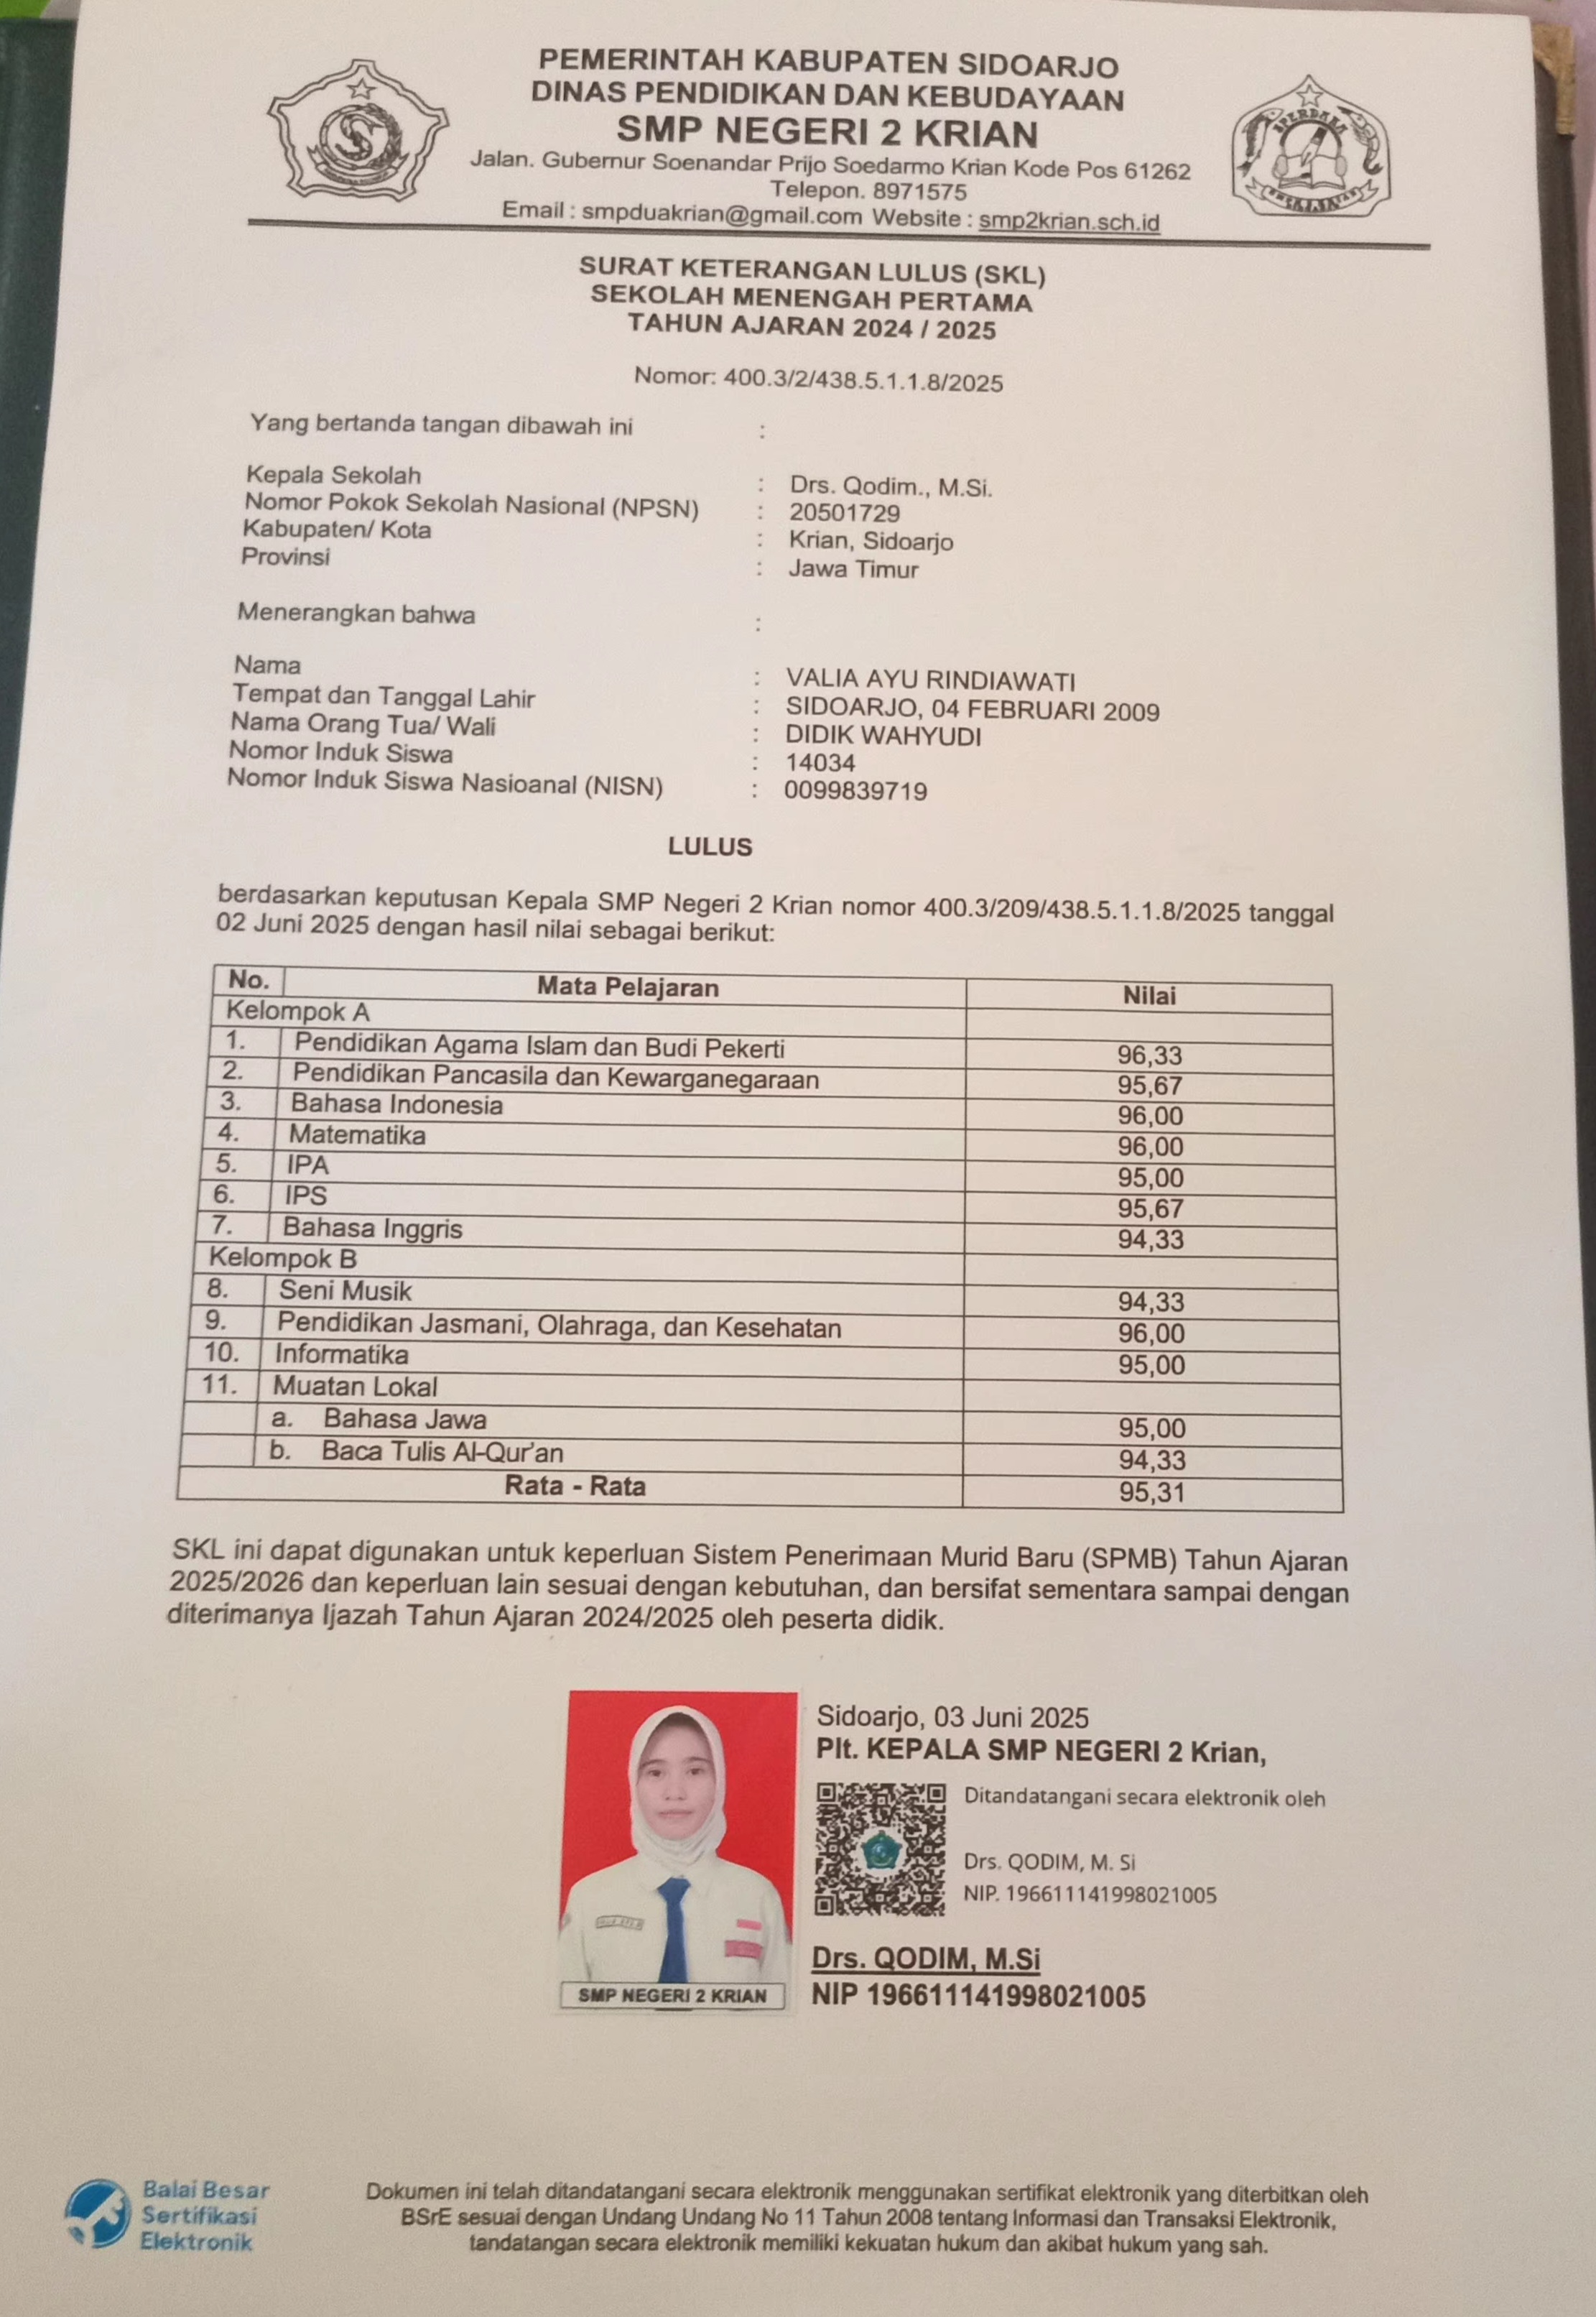 PEMERINTAH KABUPATEN SIDOARJO
DINAS PENDIDIKAN DAN KEBUDAYAAN
SMP NEGERI 2 KRIAN
Jalan. Gubernur Soenandar Prijo Soedarmo Krian Kode Pos 61262
Telepon. 8971575
Email : smpduakrian@gmail.com Website : smp2krian.sch.id
SURAT KETERANGAN LULUS (SKL)
SEKOLAH MENENGAH PERTAMA
TAHUN AJARAN 2024 / 2025
Nomor: 400.3/2/438.5.1.1.8/2025
Yang bertanda tangan dibawah ini :
Kepala Sekolah : Drs. Qodim., M.Si.
Nomor Pokok Sekolah Nasional (NPSN) : 20501729
Kabupaten/ Kota : Krian, Sidoarjo
Provinsi : Jawa Timur
Menerangkan bahwa :
Nama : VALIA AYU RINDIAWATI
Tempat dan Tanggal Lahir : SIDOARJO, 04 FEBRUARI 2009
Nama Orang Tua/ Wali : DIDIK WAHYUDI
Nomor Induk Siswa : 14034
Nomor Induk Siswa Nasioanal (NISN) : 0099839719
LULUS
berdasarkan keputusan Kepala SMP Negeri 2 Krian nomor 400.3/209/438.5.1.1.8/2025 tanggal
02 Juni 2025 dengan hasil nilai sebagai berikut:
No. Mata Pelajaran Nilai
Kelompok A
1. Pendidikan Agama Islam dan Budi Pekerti 96,33
2. Pendidikan Pancasila dan Kewarganegaraan 95,67
3. Bahasa Indonesia 96,00
4. Matematika 96,00
5. IPA 95,00
6. IPS 95,67
7. Bahasa Inggris 94,33
Kelompok B
8. Seni Musik 94,33
9. Pendidikan Jasmani, Olahraga, dan Kesehatan 96,00
10. Informatika 95,00
11. Muatan Lokal
a. Bahasa Jawa 95,00
b. Baca Tulis Al-Qur'an 94,33
Rata - Rata 95,31
SKL ini dapat digunakan untuk keperluan Sistem Penerimaan Murid Baru (SPMB) Tahun Ajaran
2025/2026 dan keperluan lain sesuai dengan kebutuhan, dan bersifat sementara sampai dengan
diterimanya Ijazah Tahun Ajaran 2024/2025 oleh peserta didik.
Sidoarjo, 03 Juni 2025
Plt. KEPALA SMP NEGERI 2 Krian,
Ditandatangani secara elektronik oleh
Drs. QODIM, M. Si
NIP. 196611141998021005
Drs. QODIM, M.Si
NIP 196611141998021005
SMP NEGERI 2 KRIAN
Balai Besar
Sertifikasi
Elektronik
Dokumen ini telah ditandatangani secara elektronik menggunakan sertifikat elektronik yang diterbitkan oleh
BSrE sesuai dengan Undang Undang No 11 Tahun 2008 tentang Informasi dan Transaksi Elektronik,
tandatangan secara elektronik memiliki kekuatan hukum dan akibat hukum yang sah.